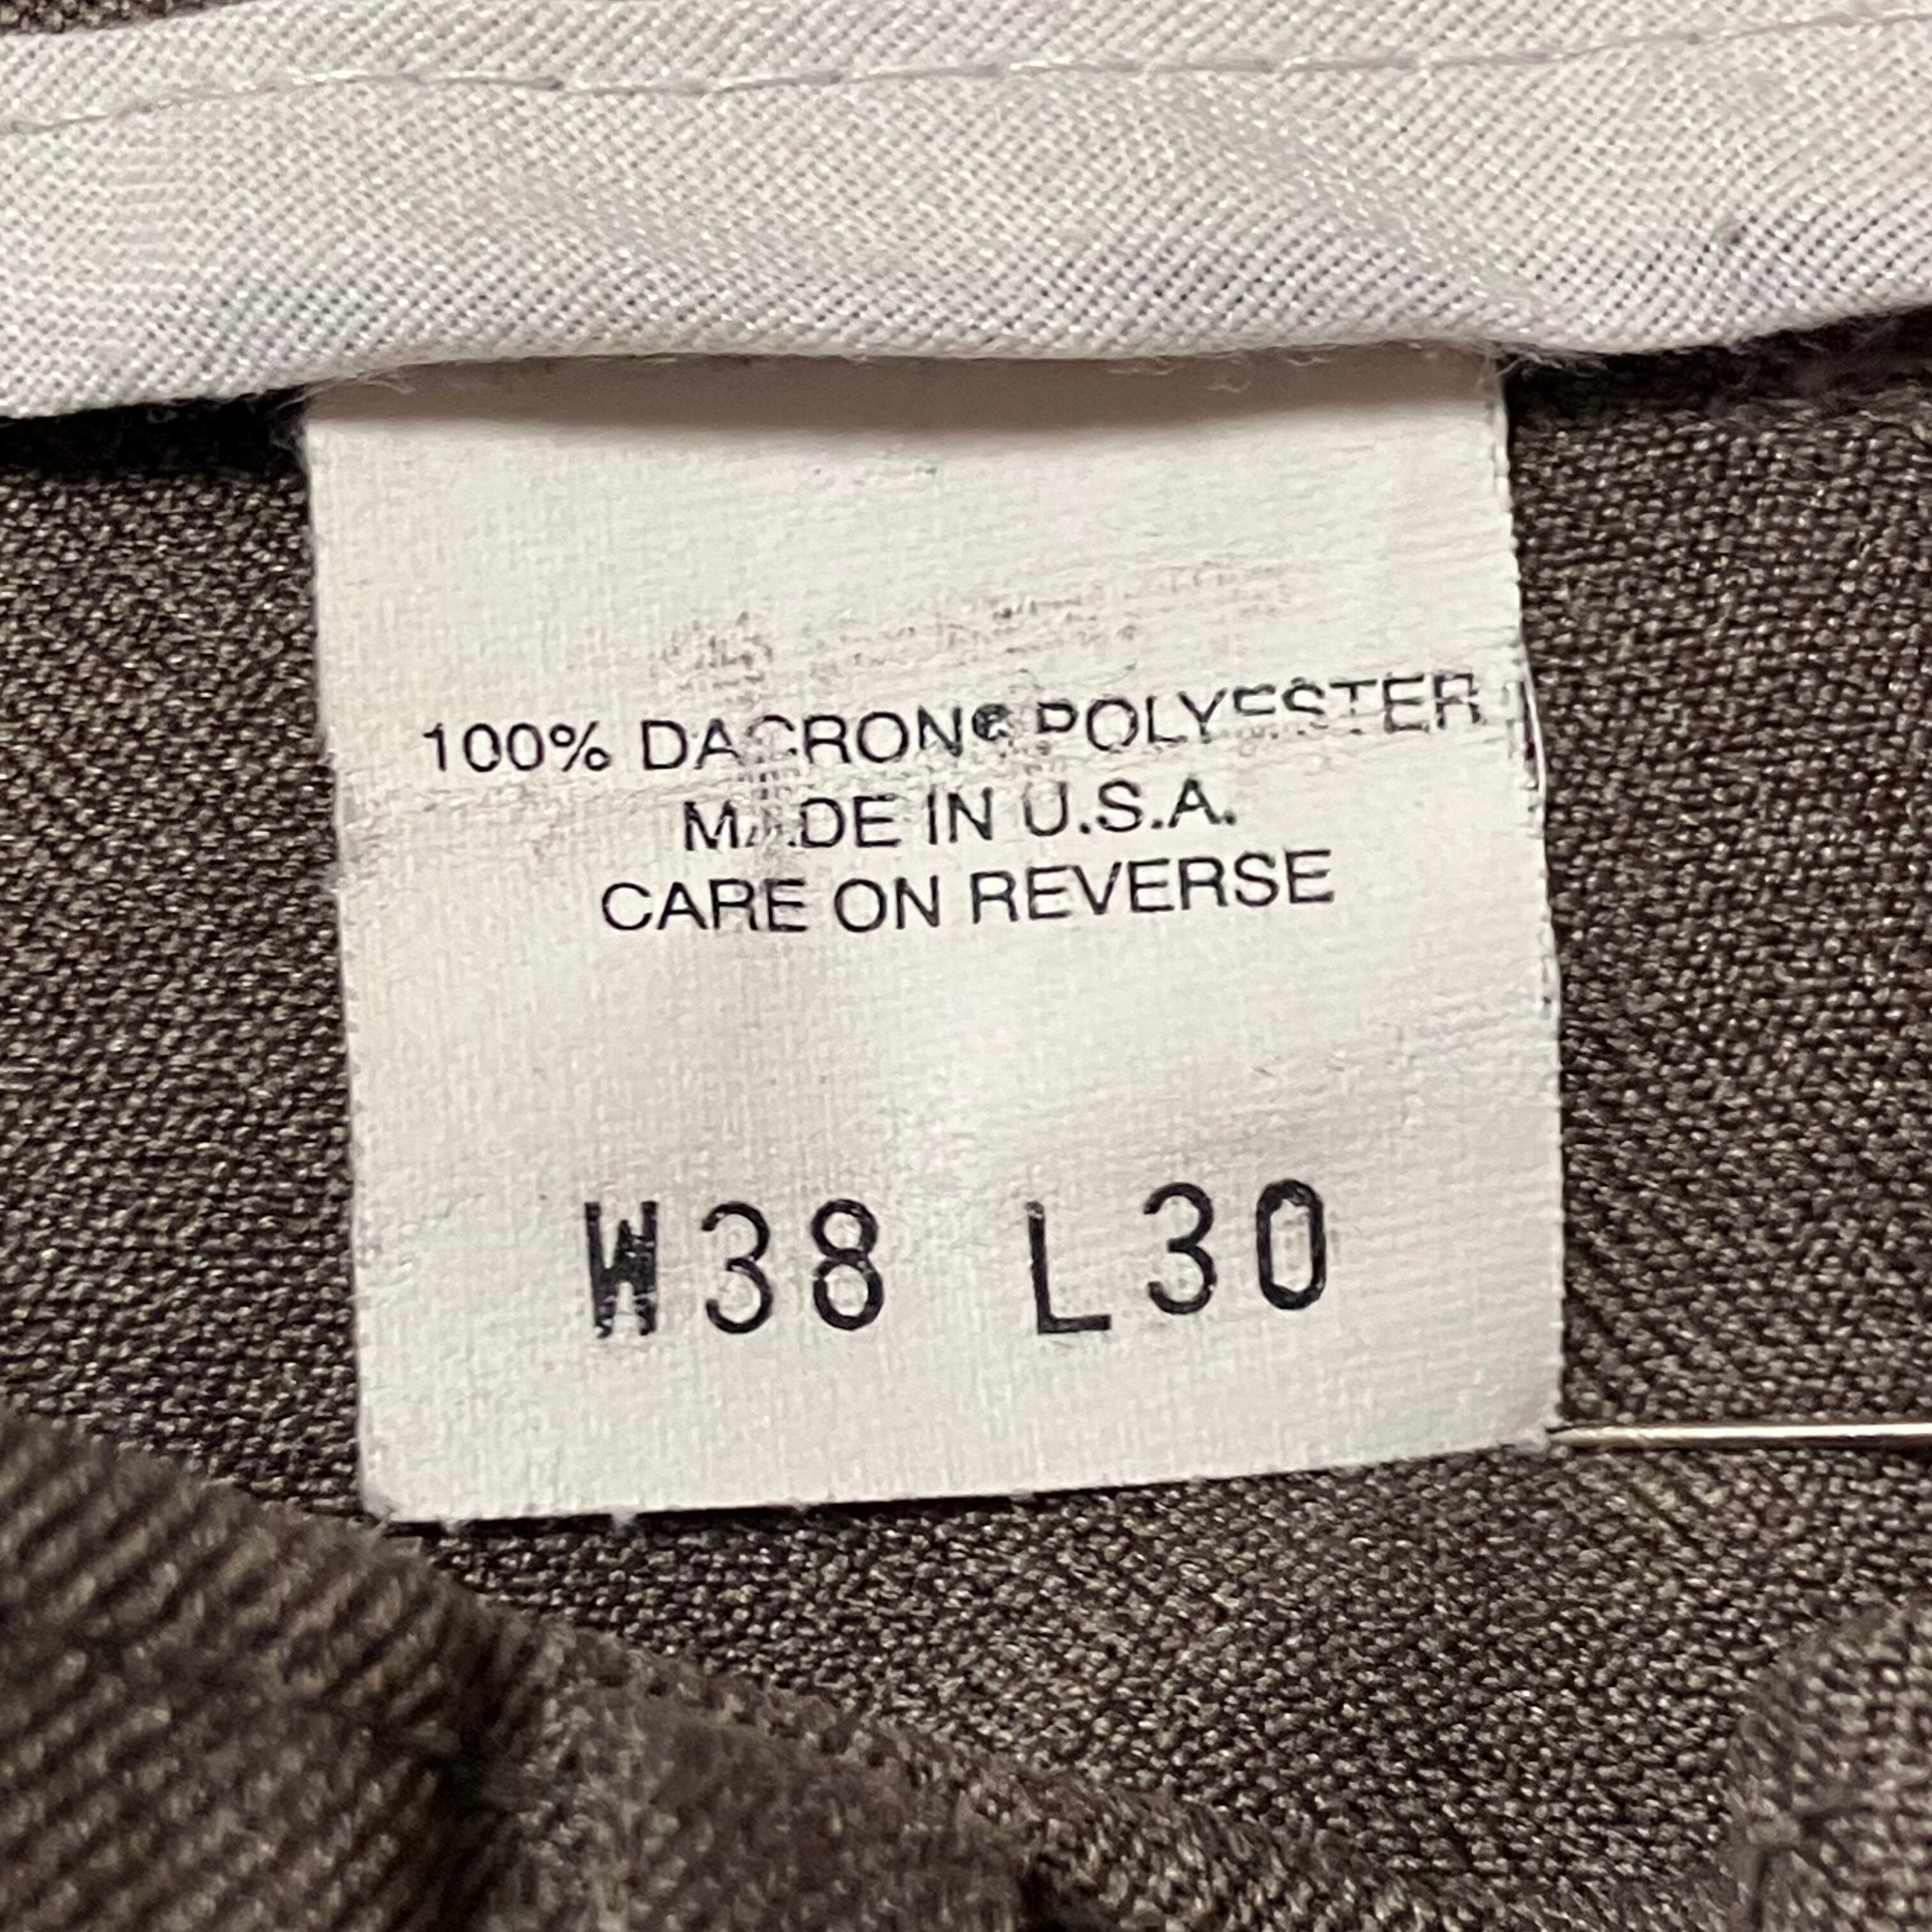 100% DACRON® POLYESTER
MADE IN U.S.A.
CARE ON REVERSE
W38 L30